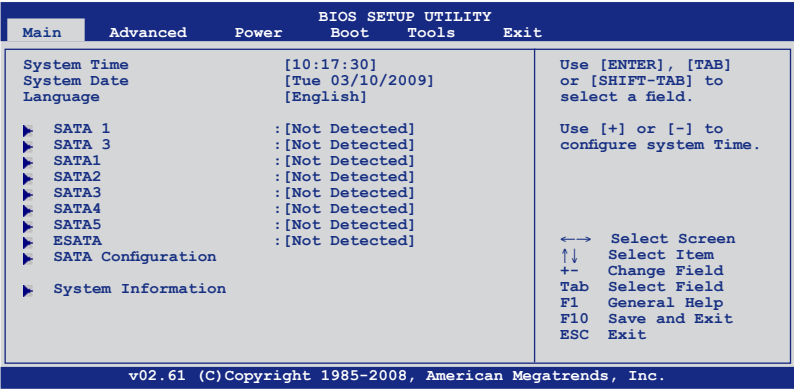 BIOS SETUP UTILITY
Main Advanced Power Boot Tools Exit
System Time [10:17:30]
System Date [Tue 03/10/2009]
Language [English]
SATA 1 :[Not Detected]
SATA 3 :[Not Detected]
SATA1 :[Not Detected]
SATA2 :[Not Detected]
SATA3 :[Not Detected]
SATA4 :[Not Detected]
SATA5 :[Not Detected]
ESATA :[Not Detected]
SATA Configuration
System Information
Use [ENTER], [TAB]
or [SHIFT-TAB] to
select a field.
Use [+] or [-] to
configure system Time.
←→ Select Screen
↑↓ Select Item
+- Change Field
Tab Select Field
F1 General Help
F10 Save and Exit
ESC Exit
v02.61 (C)Copyright 1985-2008, American Megatrends, Inc.